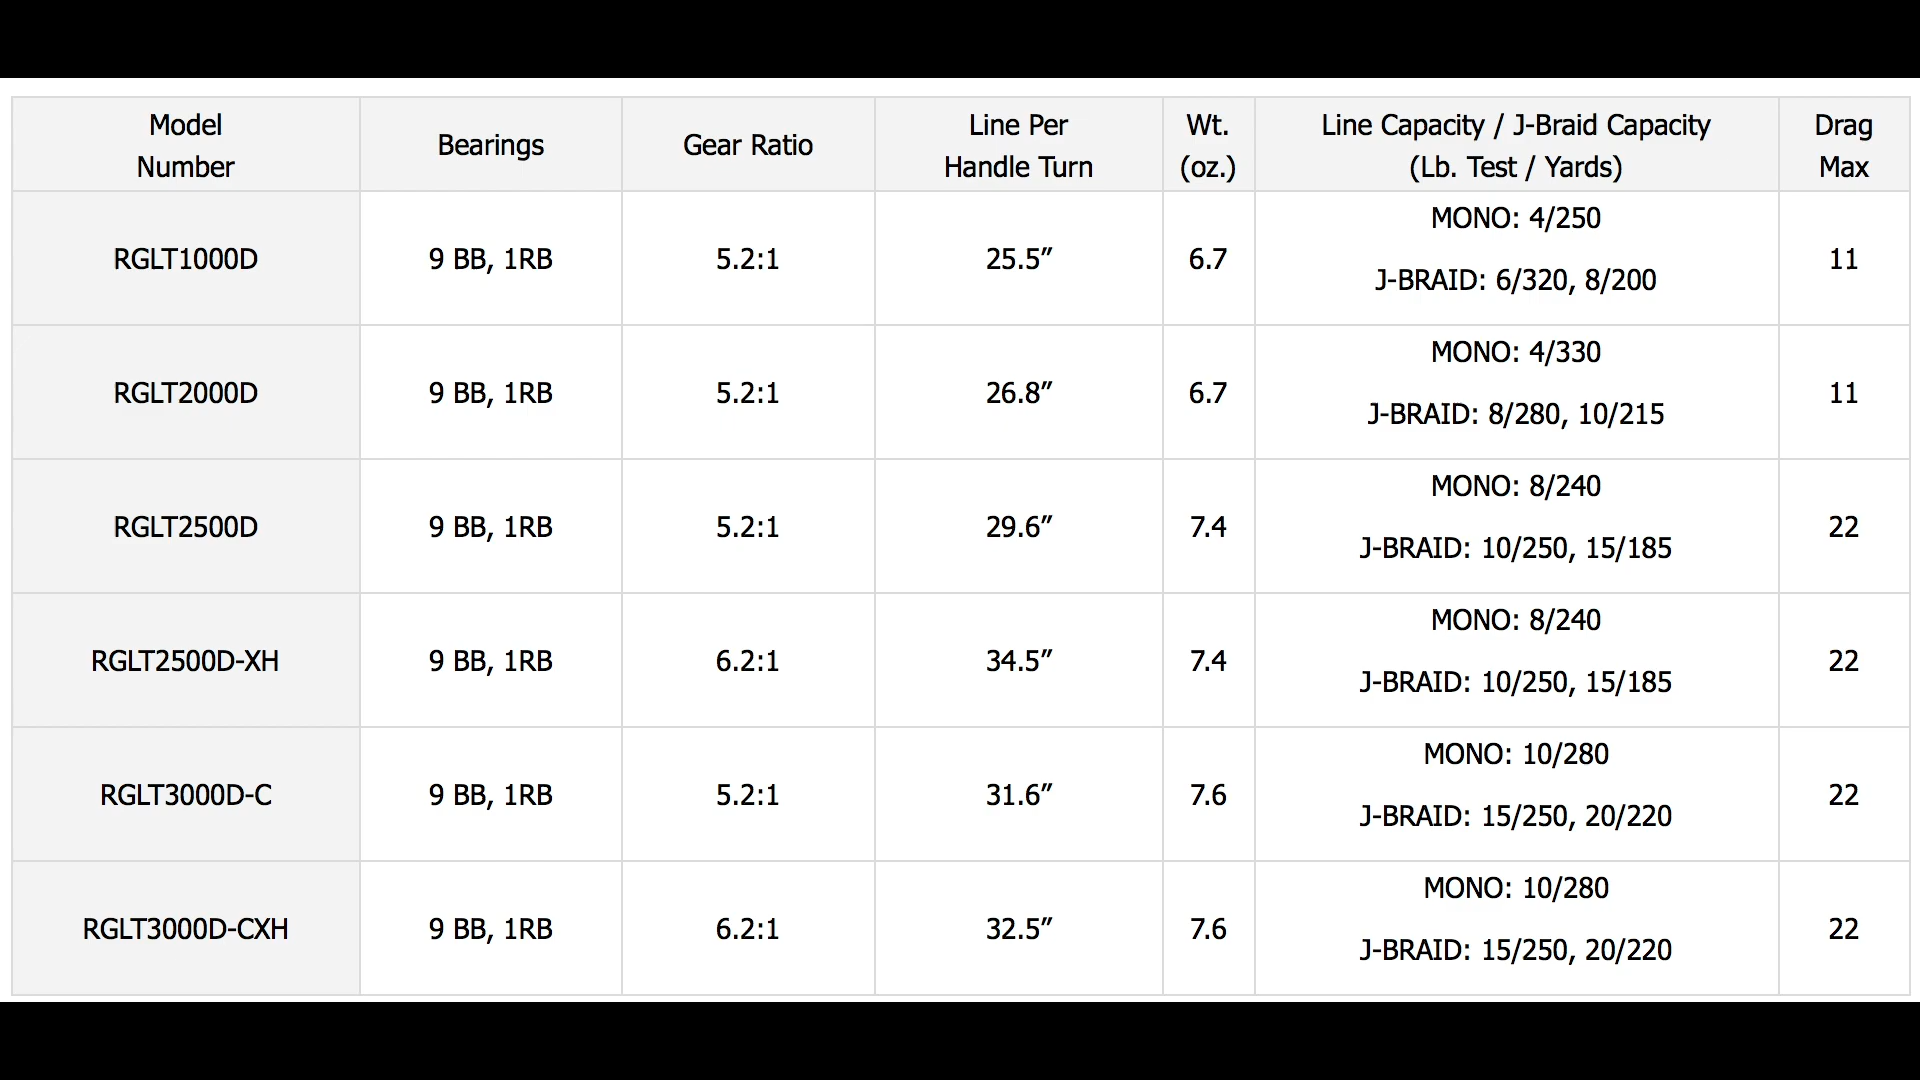 Model Number
Bearings
Gear Ratio
Line Per Handle Turn
Wt. (oz.)
Line Capacity / J-Braid Capacity (Lb. Test / Yards)
Drag Max
RGLT1000D
9 BB, 1RB
5.2:1
25.5”
6.7
MONO: 4/250
J-BRAID: 6/320, 8/200
11
RGLT2000D
9 BB, 1RB
5.2:1
26.8”
6.7
MONO: 4/330
J-BRAID: 8/280, 10/215
11
RGLT2500D
9 BB, 1RB
5.2:1
29.6”
7.4
MONO: 8/240
J-BRAID: 10/250, 15/185
22
RGLT2500D-XH
9 BB, 1RB
6.2:1
34.5”
7.4
MONO: 8/240
J-BRAID: 10/250, 15/185
22
RGLT3000D-C
9 BB, 1RB
5.2:1
31.6”
7.6
MONO: 10/280
J-BRAID: 15/250, 20/220
22
RGLT3000D-CXH
9 BB, 1RB
6.2:1
32.5”
7.6
MONO: 10/280
J-BRAID: 15/250, 20/220
22